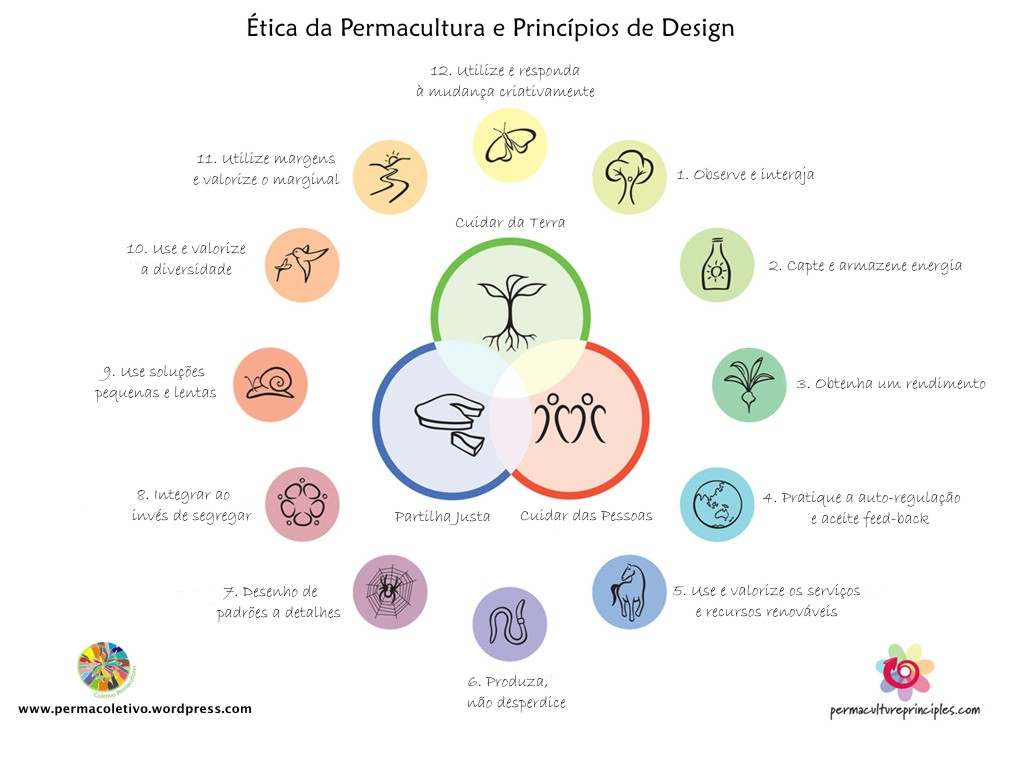 Ética da Permacultura e Princípios de Design
12. Utilize e responda
à mudança criativamente
11. Utilize margens
e valorize o marginal
1. Observe e interaja
Cuidar da Terra
10. Use e valorize
a diversidade
2. Capte e armazene energia
9. Use soluções
pequenas e lentas
3. Obtenha um rendimento
8. Integrar ao
invés de segregar
4. Pratique a auto-regulação
e aceite feed-back
Partilha Justa
Cuidar das Pessoas
7. Desenho de
padrões a detalhes
5. Use e valorize os serviços
e recursos renováveis
6. Produza,
não desperdice
Coletivo Permacultores
www.permacoletivo.wordpress.com
permacultureprinciples.com